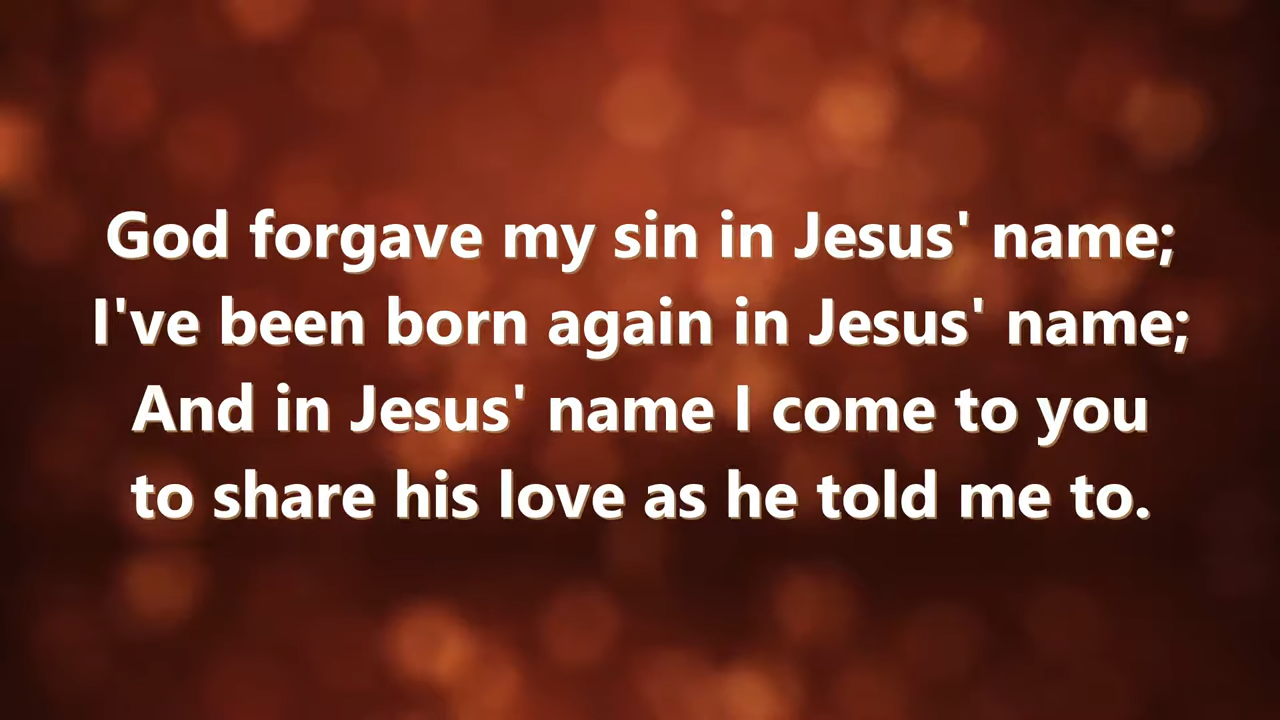 God forgave my sin in Jesus' name;
I've been born again in Jesus' name;
And in Jesus' name I come to you
to share his love as he told me to.